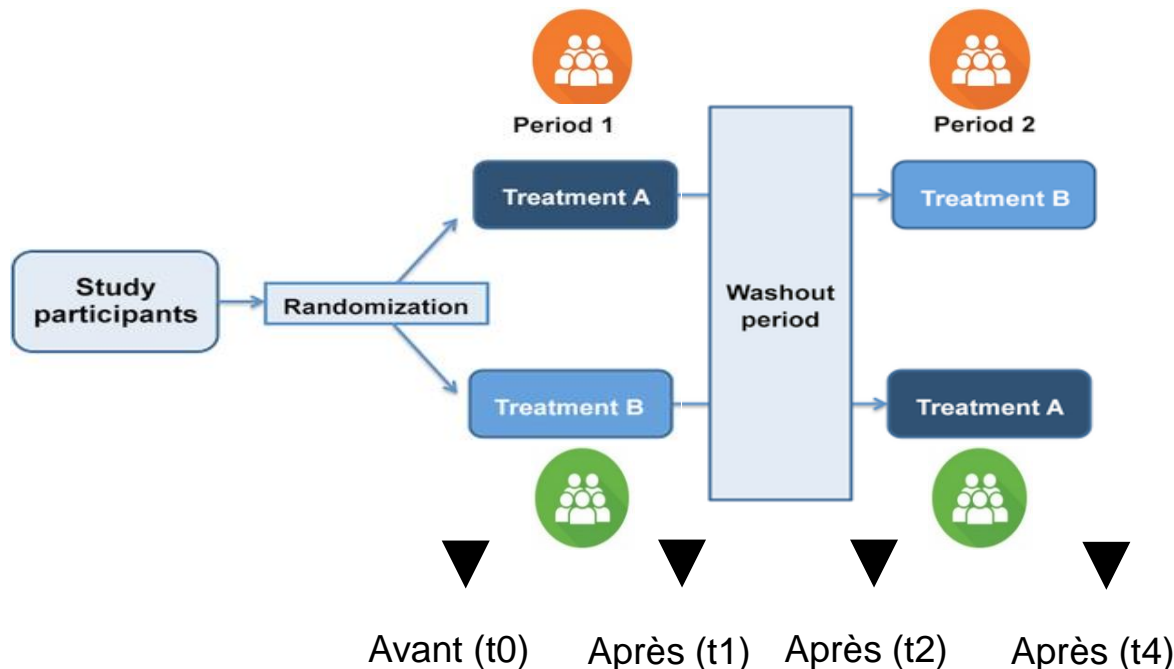 Period 1
Period 2
Treatment A
Treatment B
Study
participants
Randomization
Washout
period
Treatment B
Treatment A
Avant (t0)
Après (t1)
Après (t2)
Après (t4)